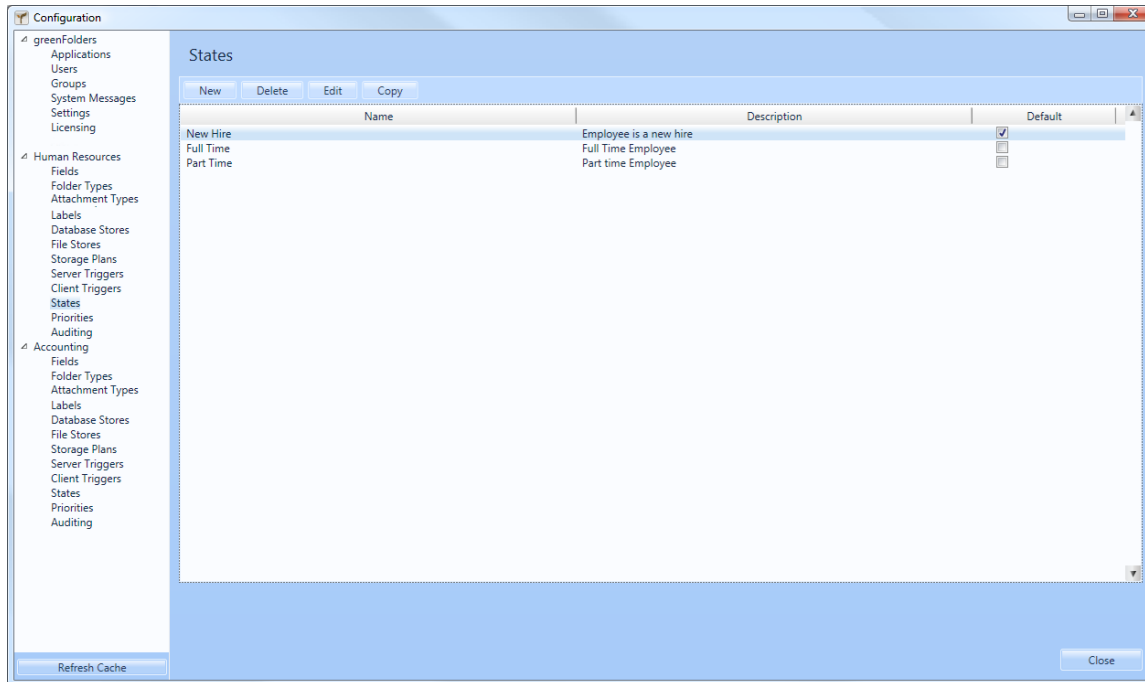 Configuration
greenFolders
Applications
Users
Groups
System Messages
Settings
Licensing
Human Resources
Fields
Folder Types
Attachment Types
Labels
Database Stores
File Stores
Storage Plans
Server Triggers
Client Triggers
States
Priorities
Auditing
Accounting
Fields
Folder Types
Attachment Types
Labels
Database Stores
File Stores
Storage Plans
Server Triggers
Client Triggers
States
Priorities
Auditing
Refresh Cache
States
New Delete Edit Copy
Name Description Default
New Hire Employee is a new hire
Full Time Full Time Employee
Part Time Part time Employee
Close